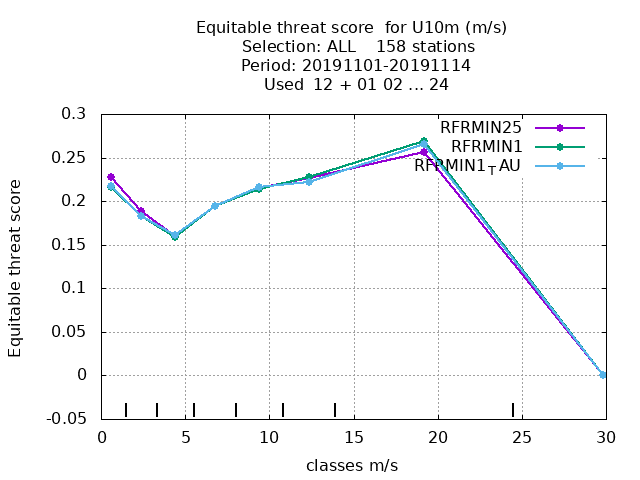 Equitable threat score  for U10m (m/s)
Selection: ALL    158 stations
Period: 20191101-20191114
Used  12 + 01 02 ... 24
RFRMIN25
RFRMIN1
RFRMIN1TAU
Equitable threat score
0.3
0.25
0.2
0.15
0.1
0.05
0
-0.05
0 5 10 15 20 25 30
classes m/s